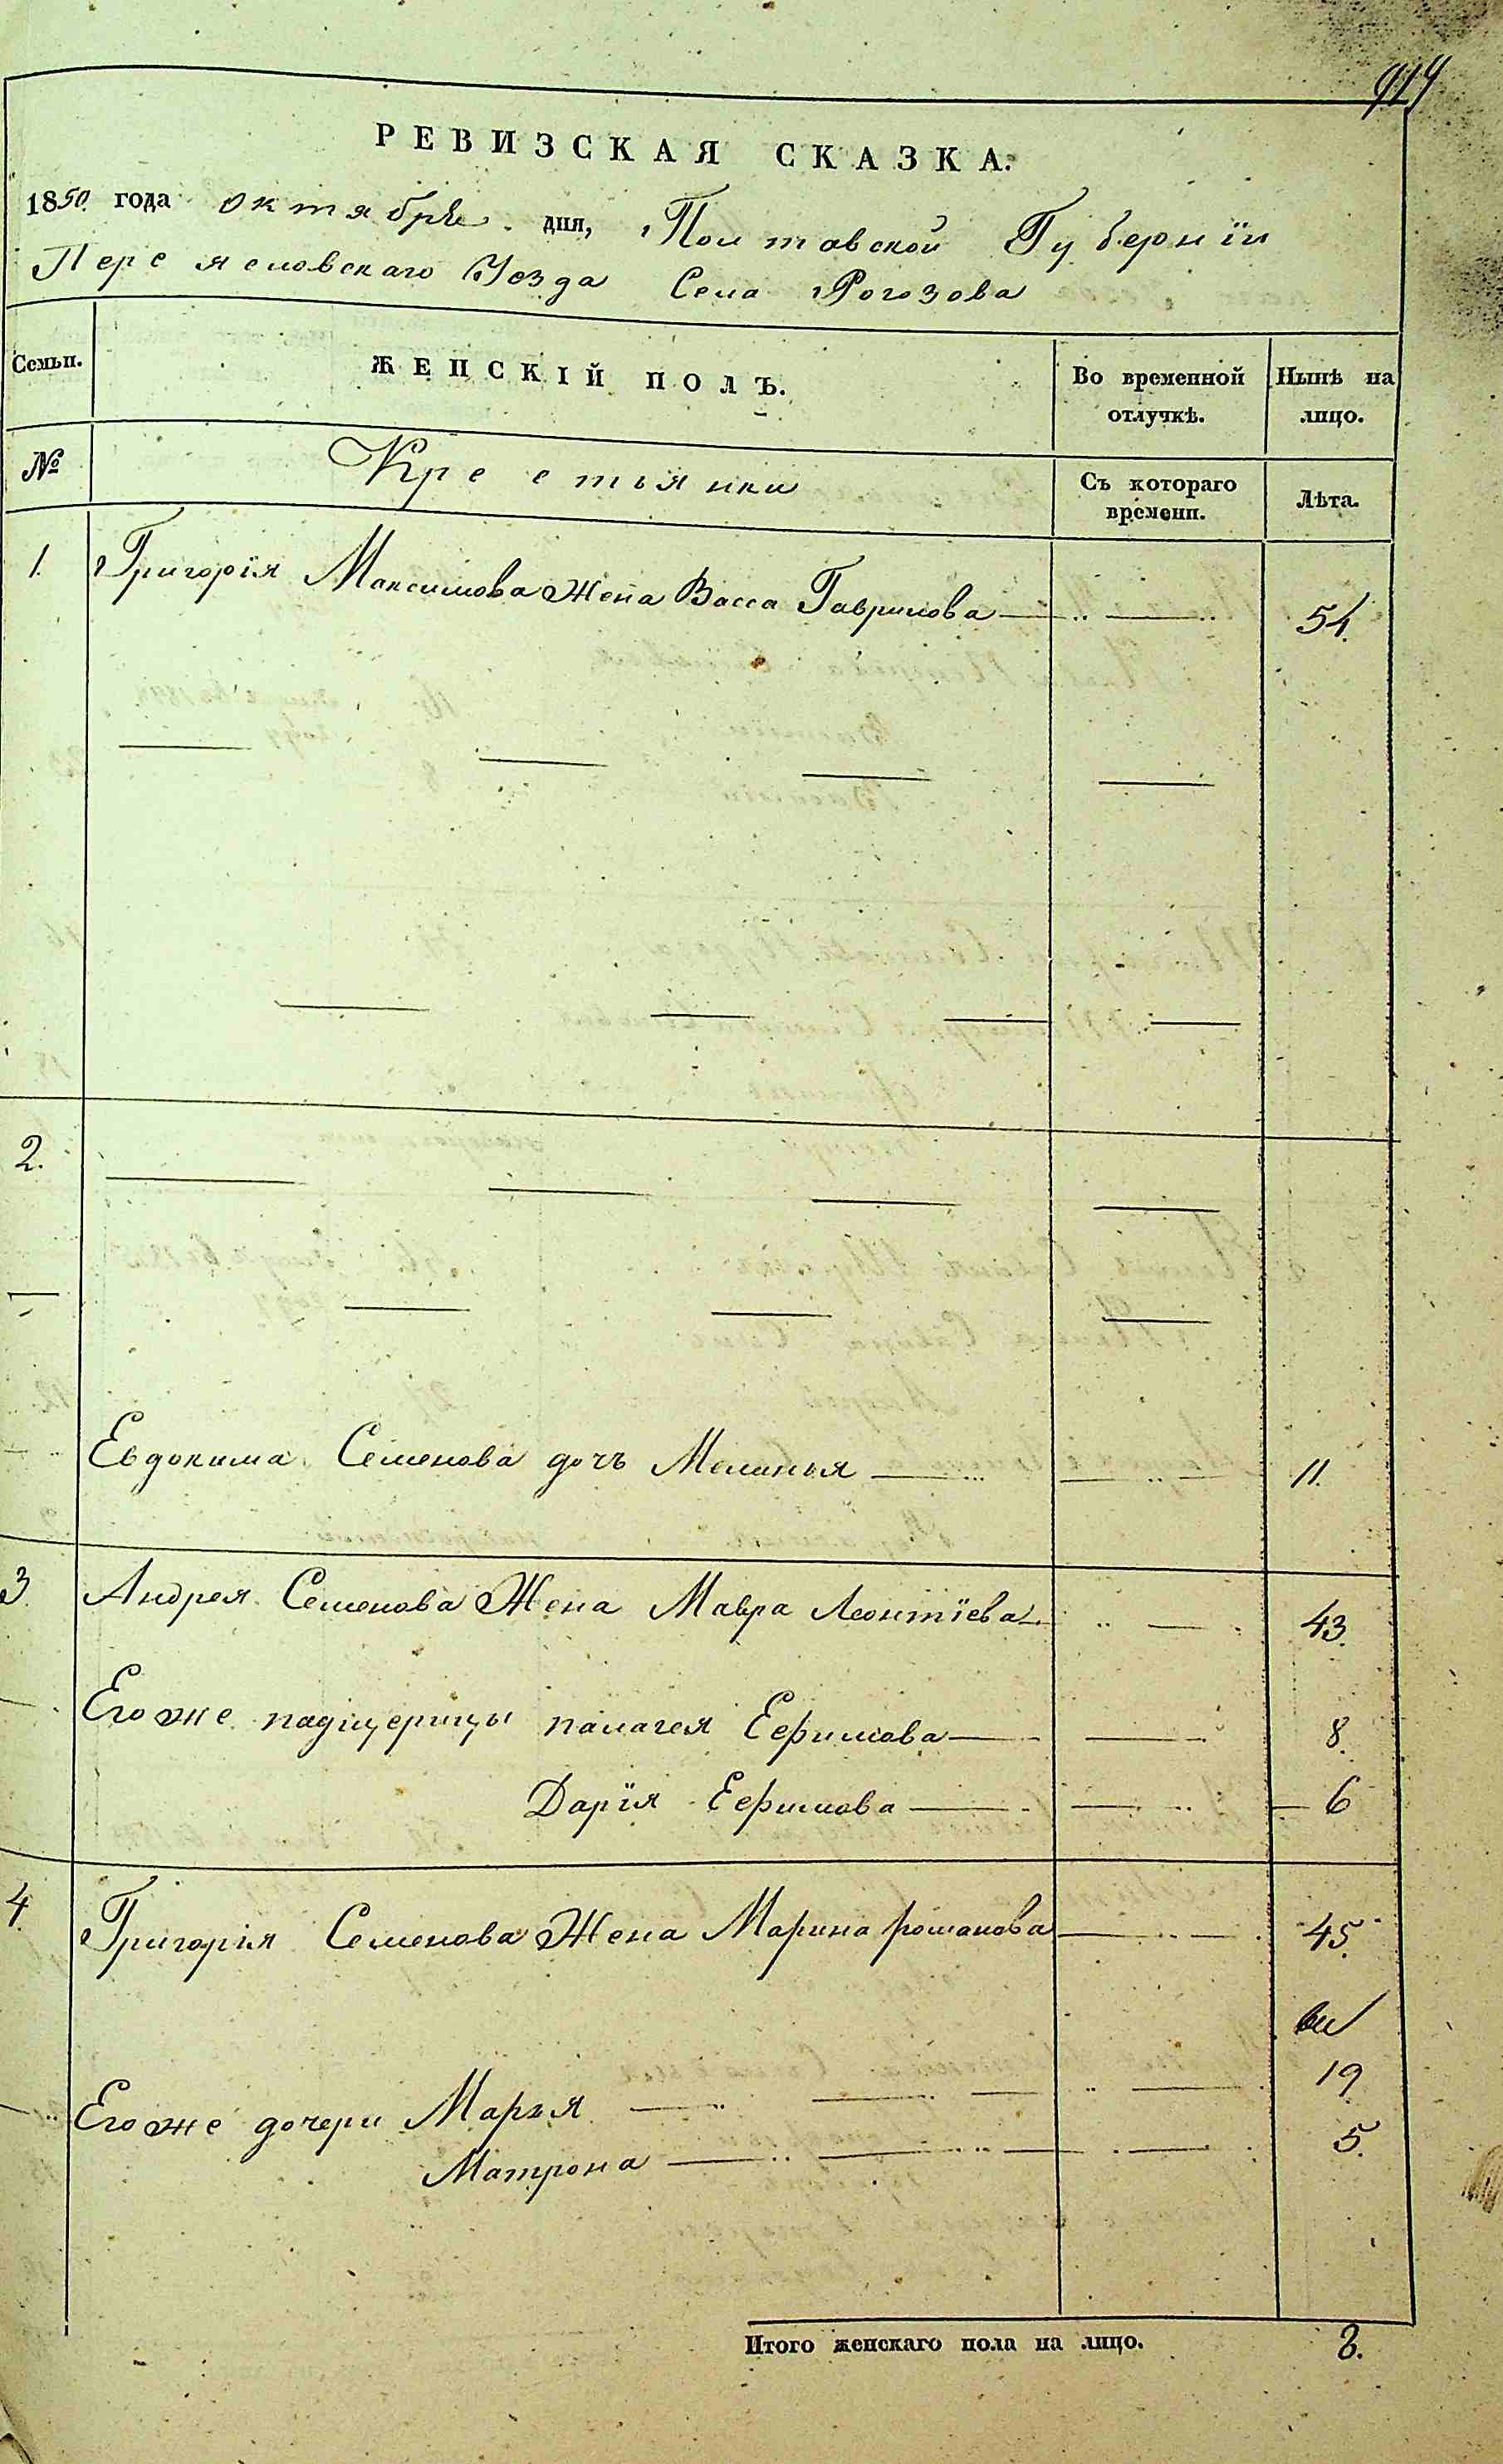 РЕВИЗСКАЯ СКАЗКА.
1850. года октября дня, Полтавской Губерніи
Переясловскаго Уезда Села Рогозова
Семьи.
ЖЕНСКІЙ ПОЛЪ.
Во временной
отлучкѣ.
Нынѣ на
лицо.
№
Крестьянки
Съ котораго
времени.
Лѣта.
1. Григорія Максимова Жена Васса Гаврилова 54.
2.
Евдокима Семенова дочь Меланья 11.
3. Андрея Семенова Жена Мавра Леонтіева 43.
Его же падщерицы палагея Ефимова 8.
Дарія Ефимова 6
4. Григорія Семенова Жена Марина романова 45.
Его же дочери Марья 19
Матрона 5.
Итого женскаго пола на лицо. 8.